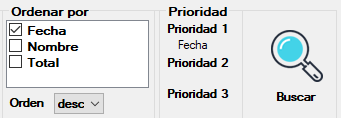 Ordenar por
Fecha
Nombre
Total
Orden desc
Prioridad
Prioridad 1
Fecha
Prioridad 2
Prioridad 3
Buscar